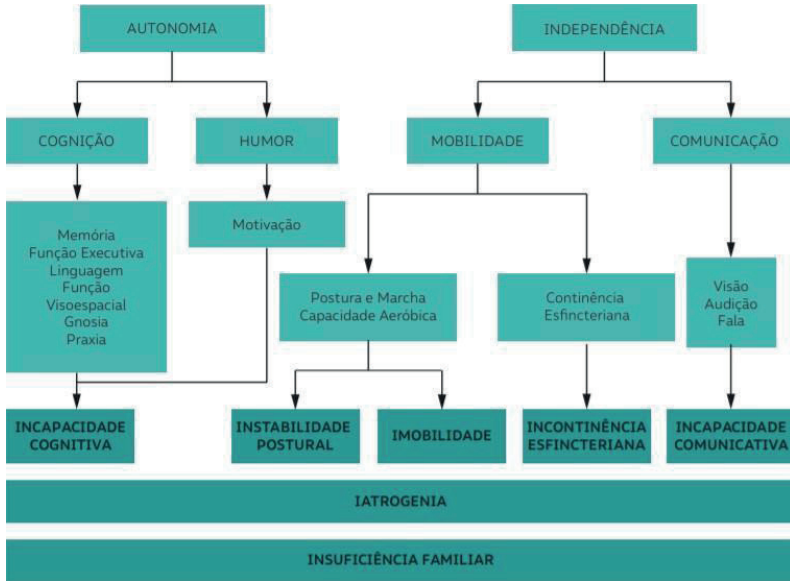 AUTONOMIA
INDEPENDÊNCIA
COGNIÇÃO
HUMOR
MOBILIDADE
COMUNICAÇÃO
Memória
Função Executiva
Linguagem
Função
Visoespacial
Gnosia
Praxia
Motivação
Postura e Marcha
Capacidade Aeróbica
Continência
Esfincteriana
Visão
Audição
Fala
INCAPACIDADE
COGNITIVA
INSTABILIDADE
POSTURAL
IMOBILIDADE
INCONTINÊNCIA
ESFINCTERIANA
INCAPACIDADE
COMUNICATIVA
IATROGENIA
INSUFICIÊNCIA FAMILIAR